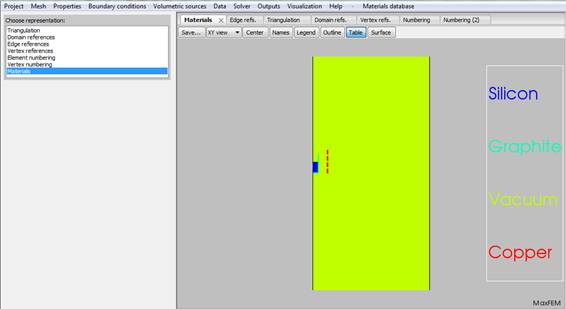 Project Mesh Properties Boundary conditions Volumetric sources Data Solver Outputs Visualization Help - Materials database
Choose representation:
Triangulation
Domain references
Edge references
Vertex references
Element numbering
Vertex numbering
Materials
Materials X Edge refs. Triangulation Domain refs. Vertex refs. Numbering Numbering (2)
Save... XY view Center Names Legend Outline Table Surface
Silicon
Graphite
Vacuum
Copper
MaxFEM